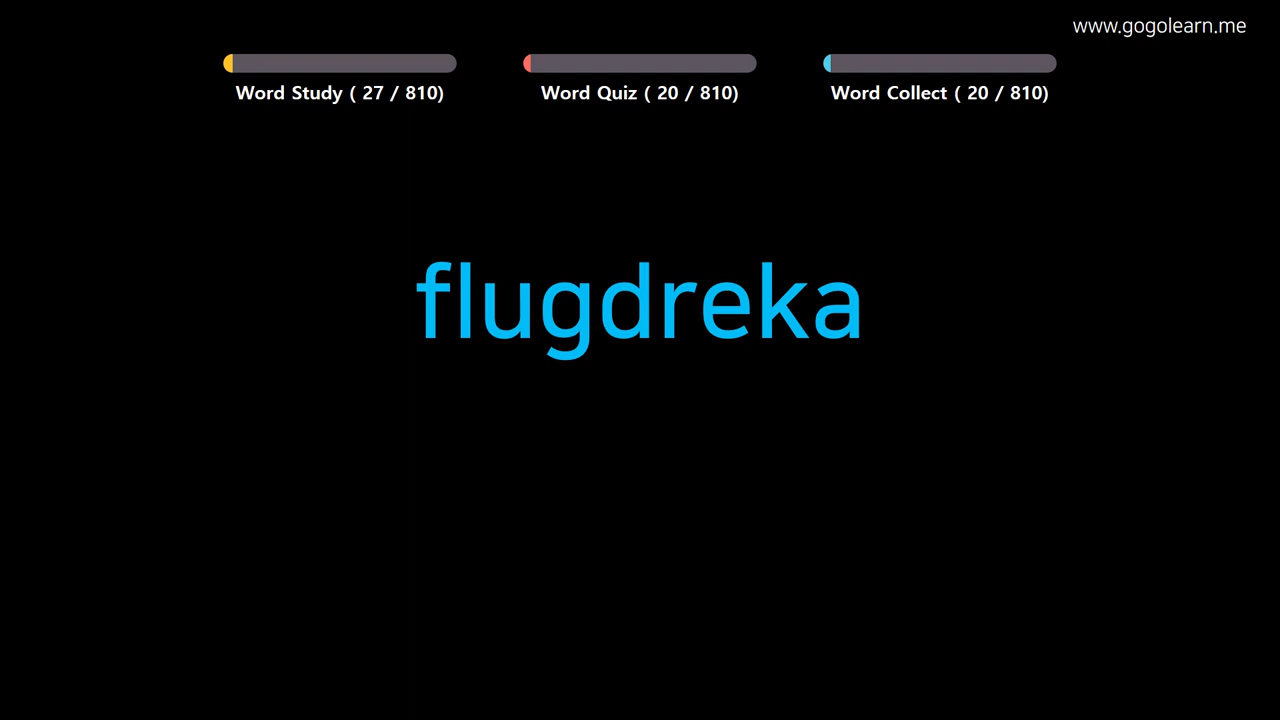 www.gogolearn.me
Word Study ( 27 / 810)
Word Quiz ( 20 / 810)
Word Collect ( 20 / 810)
flugdreka